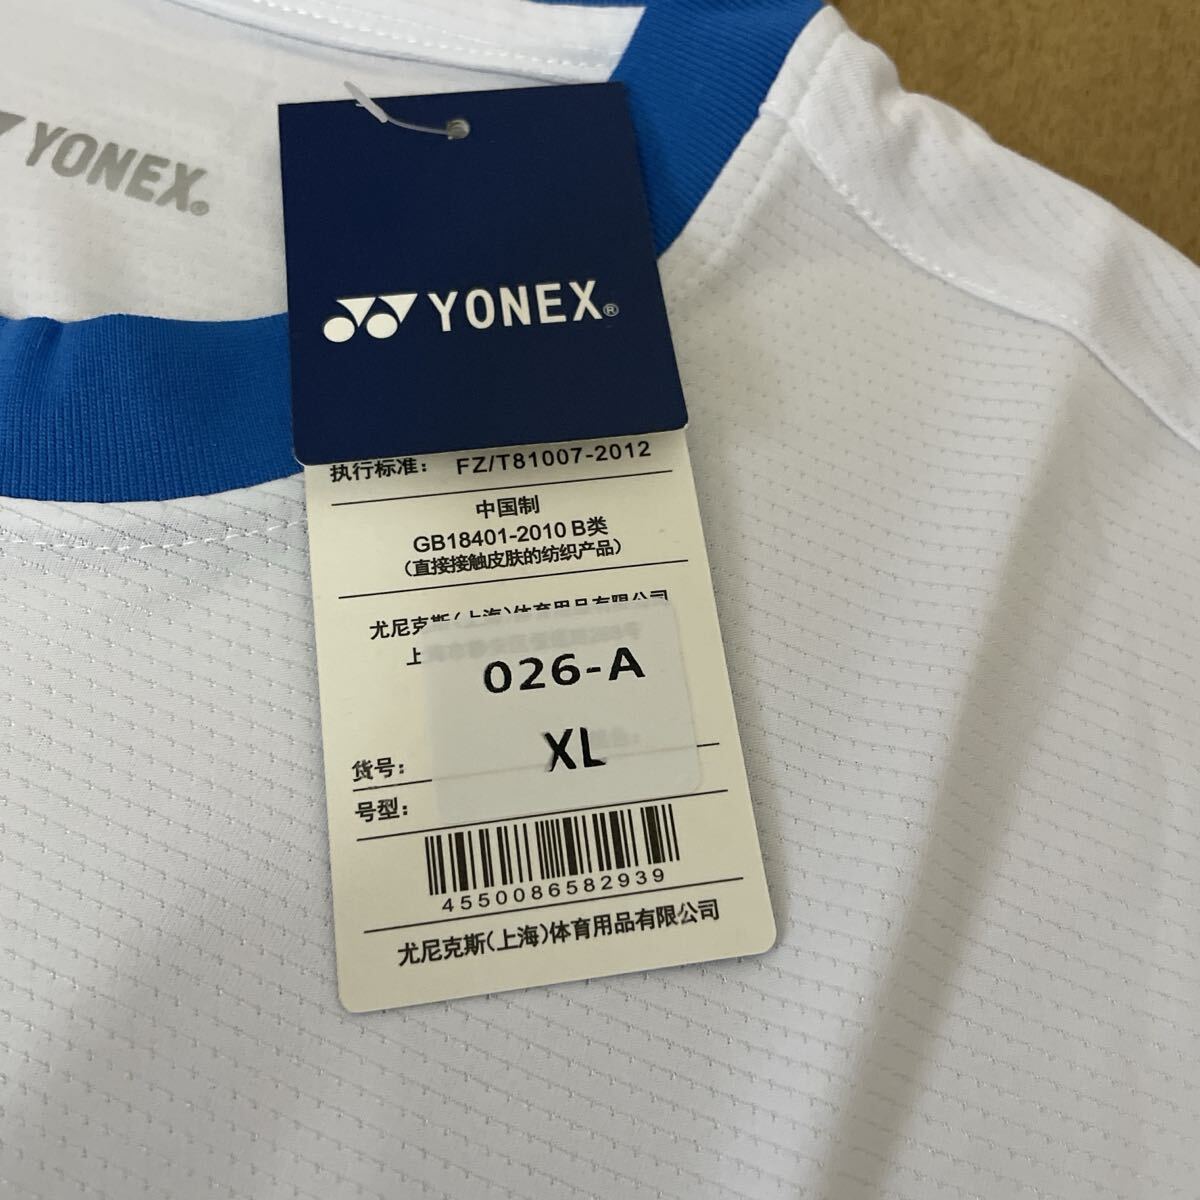 YONEX®
YONEX®
执行标准: FZ/T81007-2012
中国制
GB18401-2010 B类
(直接接触皮肤的纺织产品)
尤尼克斯(上海)体育用品有限公司
上
026-A
XL
货号:
号型:
4550086582939
尤尼克斯(上海)体育用品有限公司